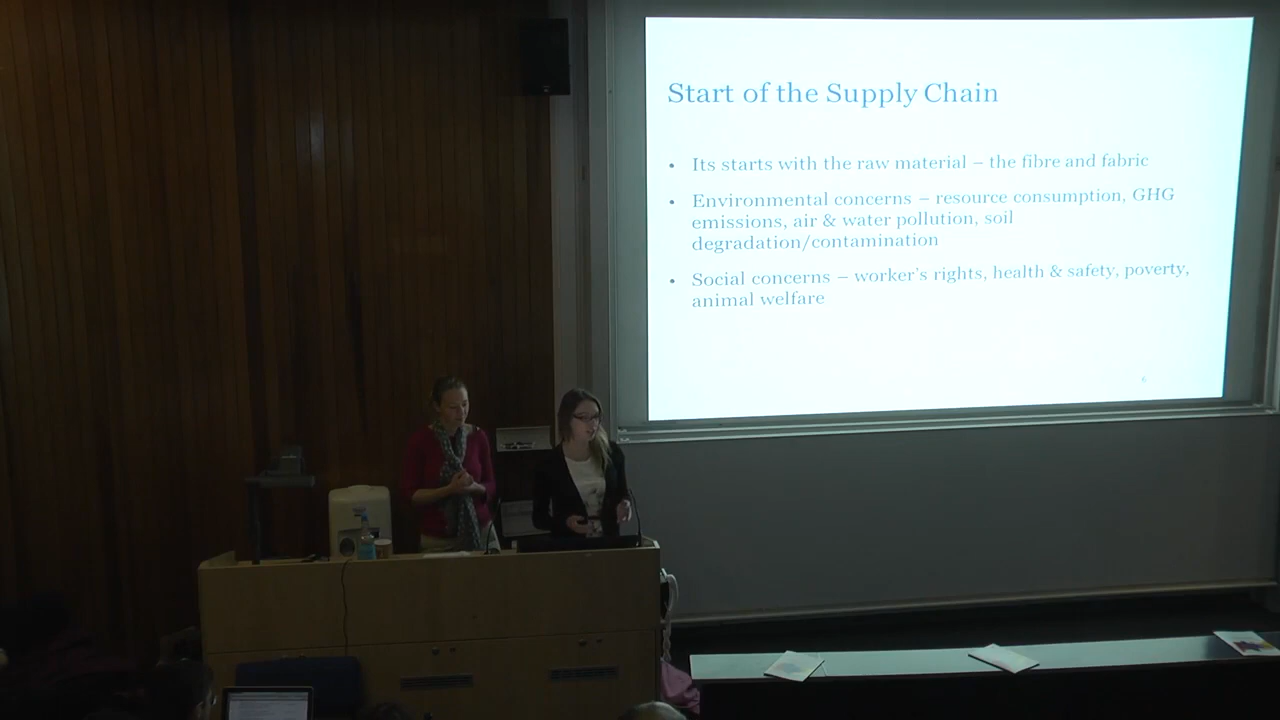 Start of the Supply Chain
• Its starts with the raw material – the fibre and fabric
• Environmental concerns – resource consumption, GHG
emissions, air & water pollution, soil
degradation/contamination
• Social concerns – worker's rights, health & safety, poverty,
animal welfare